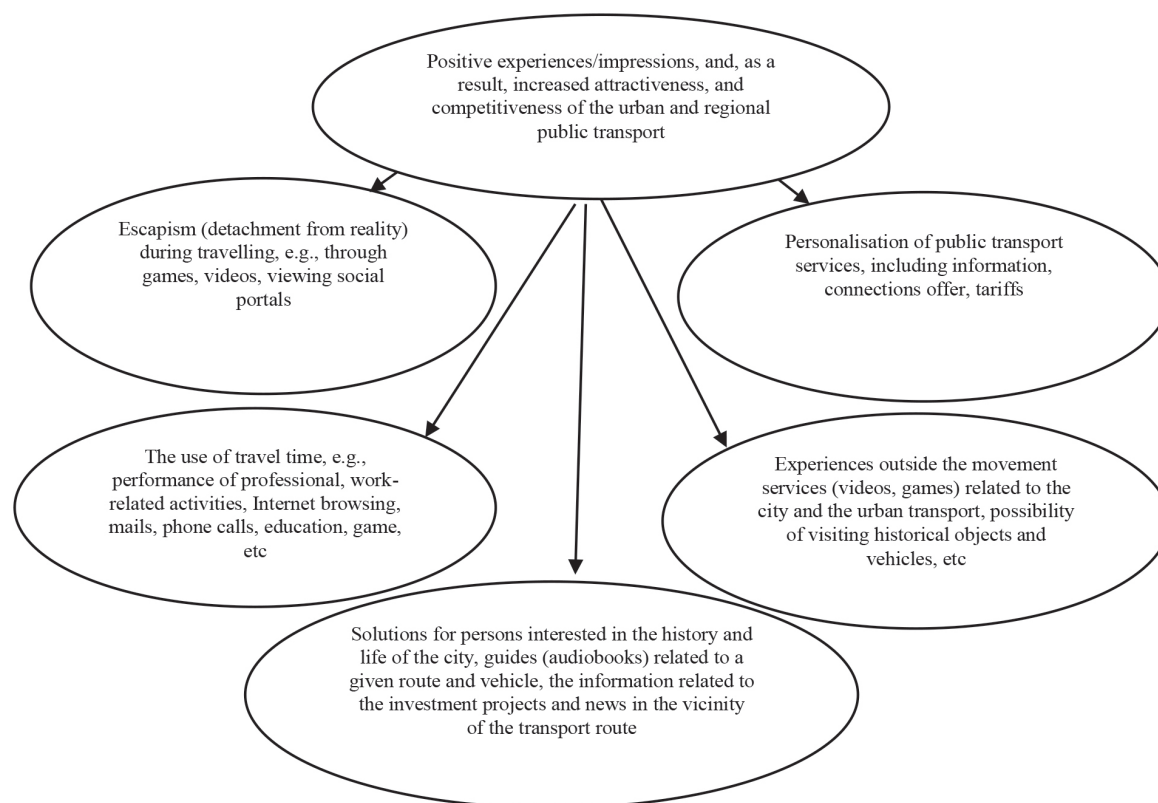 Positive experiences/impressions, and, as a
result, increased attractiveness, and
competitiveness of the urban and regional
public transport
Escapism (detachment from reality)
during travelling, e.g., through
games, videos, viewing social
portals
Personalisation of public transport
services, including information,
connections offer, tariffs
The use of travel time, e.g.,
performance of professional, work-
related activities, Internet browsing,
mails, phone calls, education, game,
etc
Experiences outside the movement
services (videos, games) related to the
city and the urban transport, possibility
of visiting historical objects and
vehicles, etc
Solutions for persons interested in the history and
life of the city, guides (audiobooks) related to a
given route and vehicle, the information related to
the investment projects and news in the vicinity
of the transport route